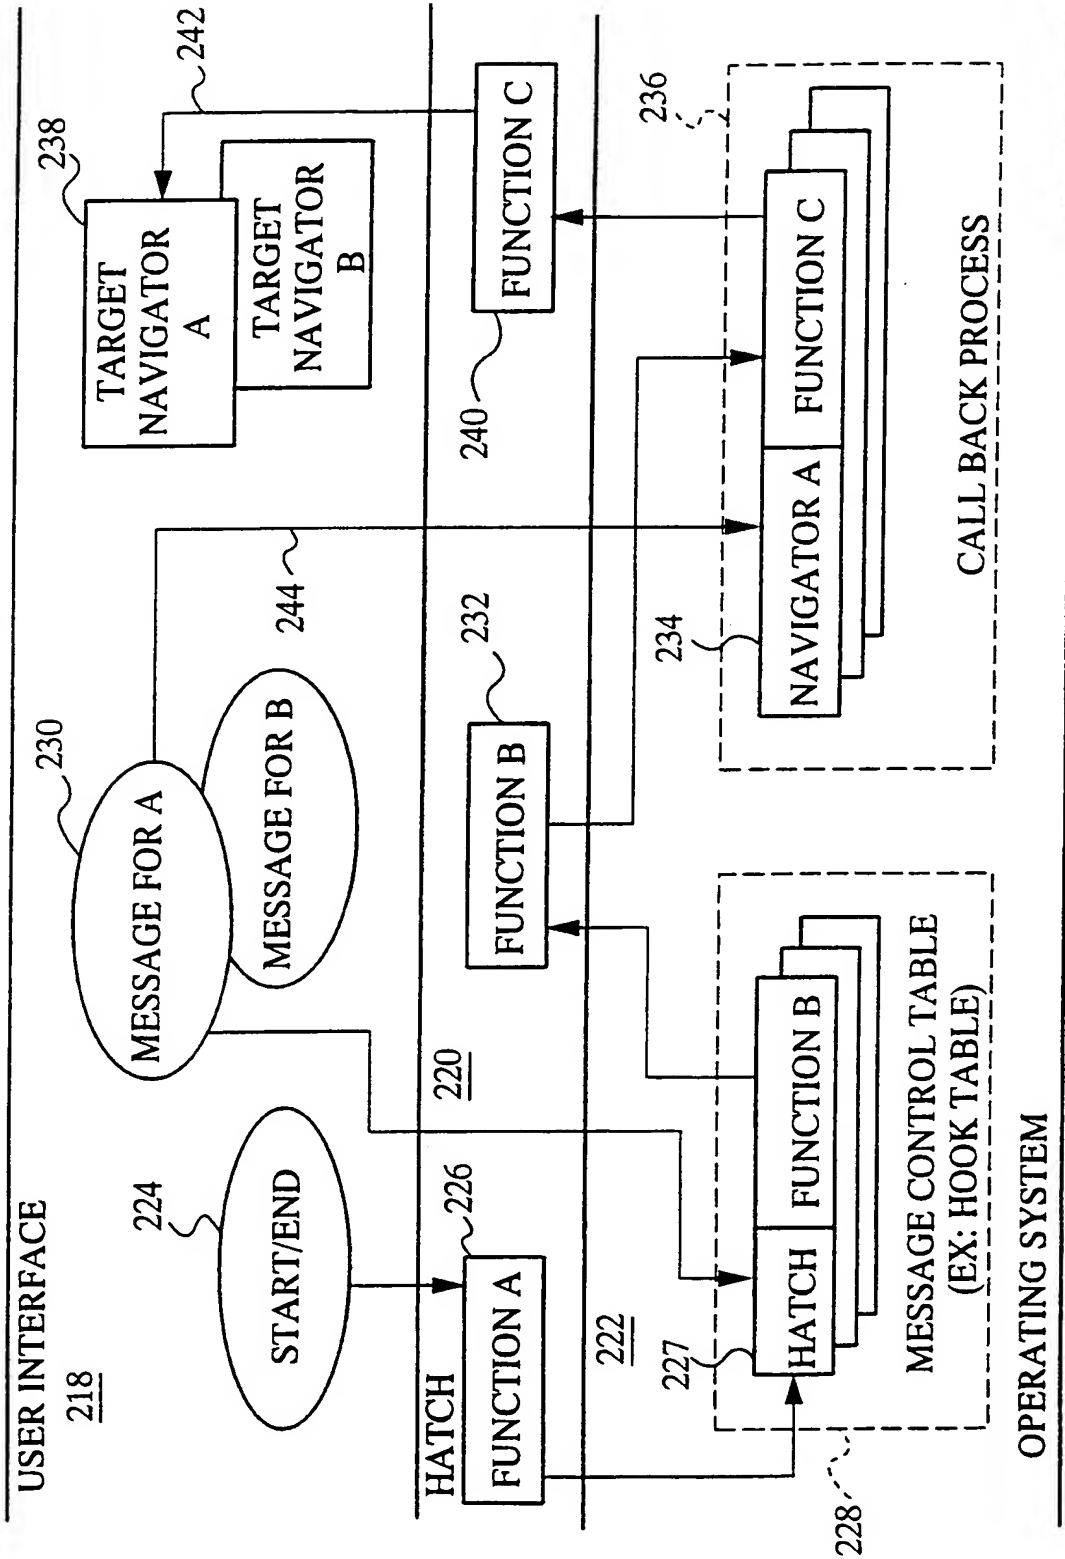 USER INTERFACE
218
224
START/END
230
MESSAGE FOR A
MESSAGE FOR B
244
238
TARGET
NAVIGATOR
A
TARGET
NAVIGATOR
B
242
HATCH
226
FUNCTION A
220
232
FUNCTION B
240
FUNCTION C
222
227
HATCH
FUNCTION B
MESSAGE CONTROL TABLE
(EX: HOOK TABLE)
228
234
NAVIGATOR A
FUNCTION C
236
CALL BACK PROCESS
OPERATING SYSTEM